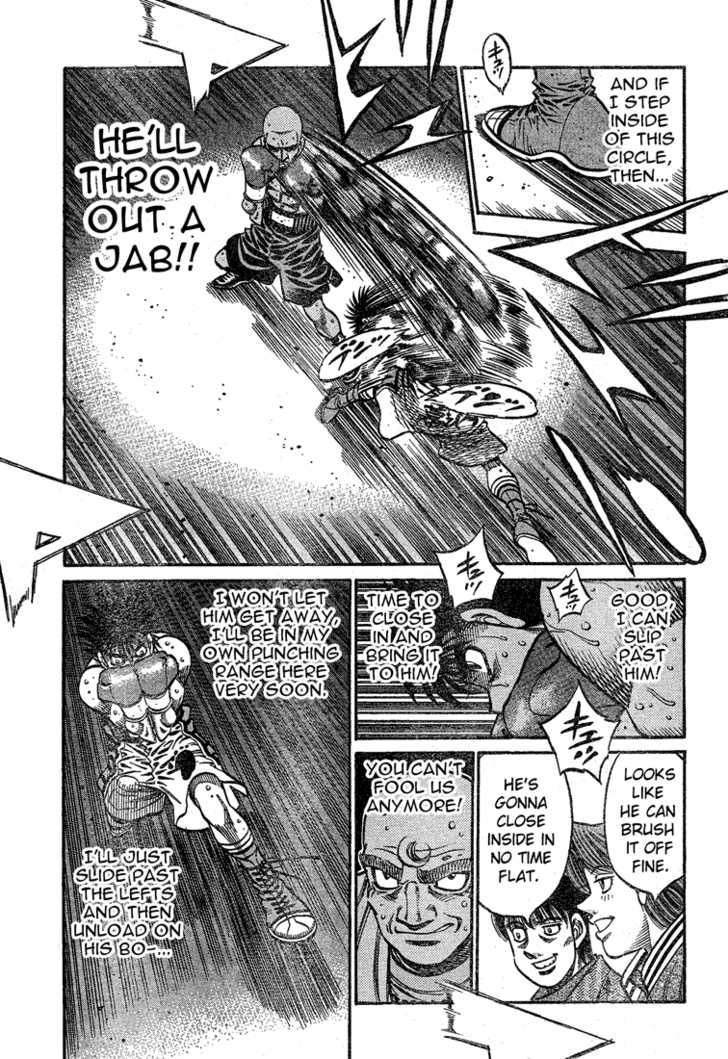 AND IF
I STEP
INSIDE
OF THIS
CIRCLE,
THEN...
HE'LL
THROW
OUT A
JAB!!
GOOD,
I CAN
SLIP
PAST
HIM!
TIME TO
CLOSE
IN AND
BRING IT
TO HIM!
I WON'T LET
HIM GET AWAY,
I'LL BE IN MY
OWN PUNCHING
RANGE HERE
VERY SOON.
I'LL JUST
SLIDE PAST
THE LEFTS
AND THEN
UNLOAD ON
HIS BO-...
LOOKS
LIKE
HE CAN
BRUSH
IT OFF
FINE.
HE'S
GONNA
CLOSE
INSIDE IN
NO TIME
FLAT.
YOU CAN'T
FOOL US
ANYMORE!